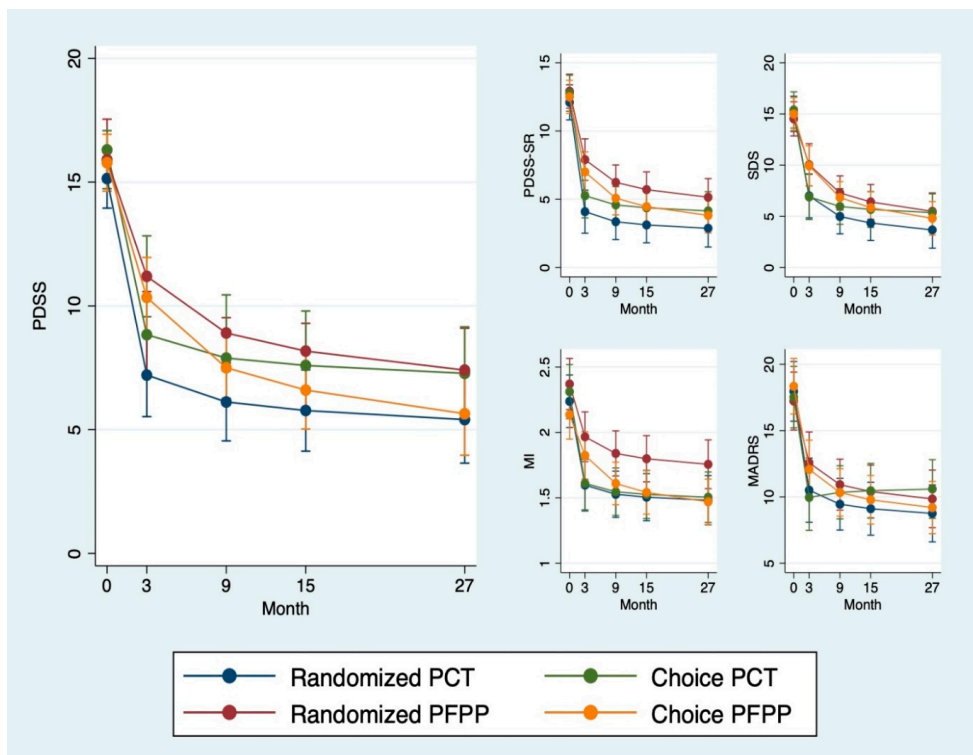 PDSS
20
15
10
5
0
0 3 9 15 27
Month
PDSS-SR
15
10
5
0
0 3 9 15 27
Month
SDS
20
15
10
5
0
0 3 9 15 27
Month
MI
2.5
2
1.5
1
0 3 9 15 27
Month
MADRS
20
15
10
5
0 3 9 15 27
Month
Randomized PCT
Choice PCT
Randomized PFPP
Choice PFPP